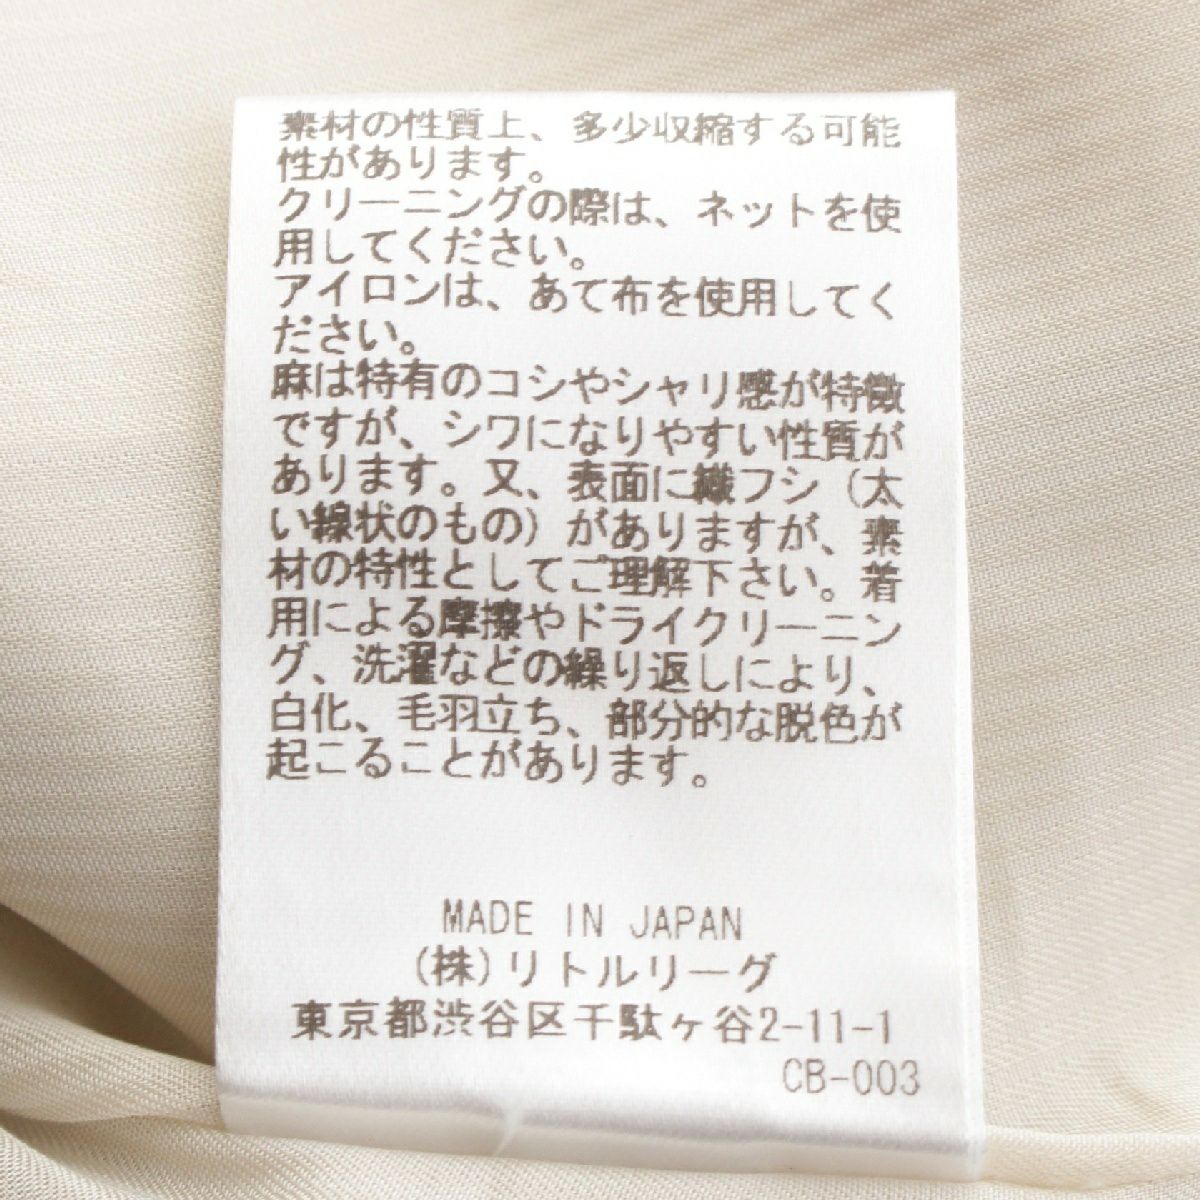 素材の性質上、多少収縮する可能
性があります。
クリーニングの際は、ネットを使
用してください。
アイロンは、あて布を使用してく
ださい。
麻は特有のコシやシャリ感が特徴
ですが、シワになりやすい性質が
あります。又、表面に織フシ（太
い線状のもの）がありますが、素
材の特性としてご理解下さい。着
用による摩擦やドライクリーニン
グ、洗濯などの繰り返しにより、
白化、毛羽立ち、部分的な脱色が
起こることがあります。
MADE IN JAPAN
（株）リトルリーグ
東京都渋谷区千駄ヶ谷2-11-1
CB-003